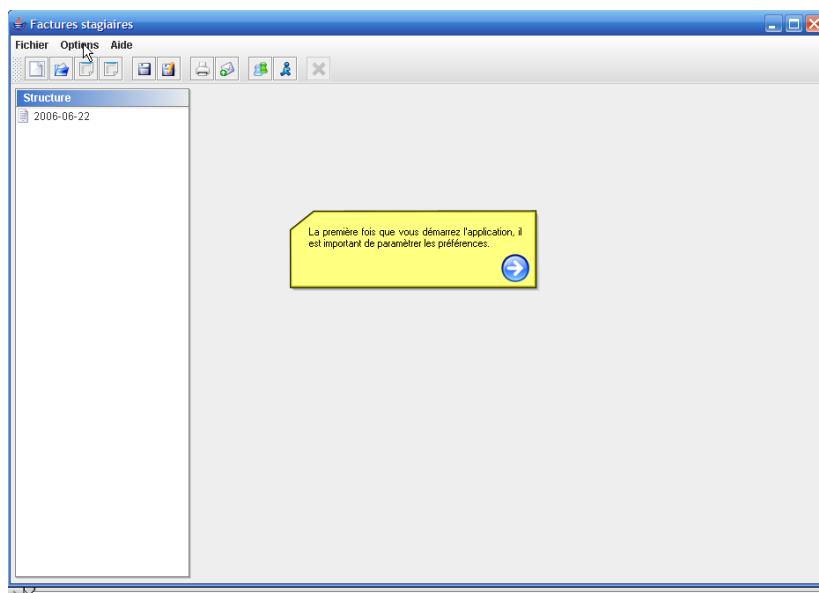 Factures stagiaires
Fichier Options Aide
Structure
2006-06-22
La première fois que vous démarrez l'application, il
est important de paramètrer les préférences.